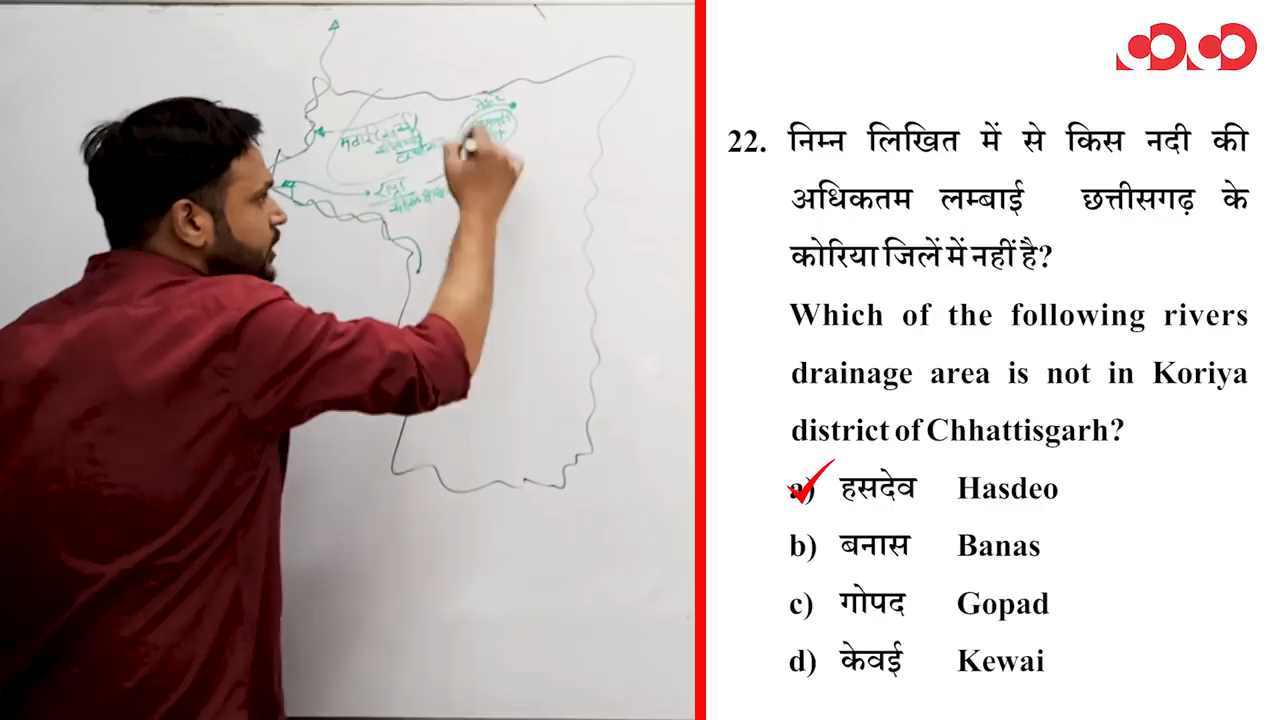 22. निम्न लिखित में से किस नदी की
अधिकतम लम्बाई छत्तीसगढ़ के
कोरिया जिलें में नहीं है?
Which of the following rivers
drainage area is not in Koriya
district of Chhattisgarh?
a) हसदेव Hasdeo
b) बनास Banas
c) गोपद Gopad
d) केवई Kewai